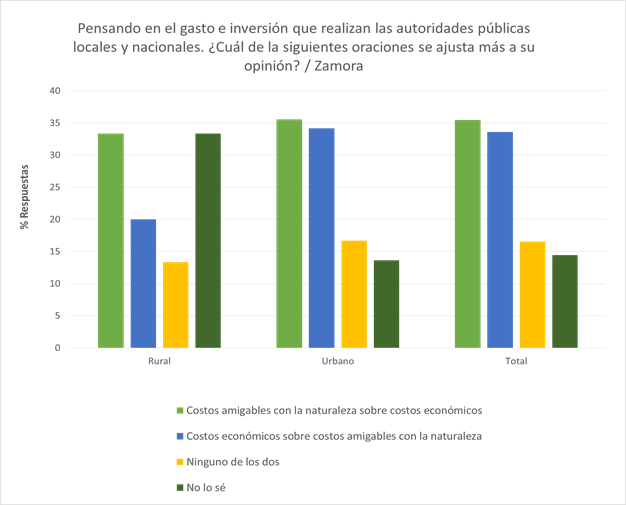 Pensando en el gasto e inversión que realizan las autoridades públicas
locales y nacionales. ¿Cuál de la siguientes oraciones se ajusta más a su
opinión? / Zamora
40
35
30
25
20
15
10
5
0
% Respuestas
Rural
Urbano
Total
Costos amigables con la naturaleza sobre costos económicos
Costos económicos sobre costos amigables con la naturaleza
Ninguno de los dos
No lo sé